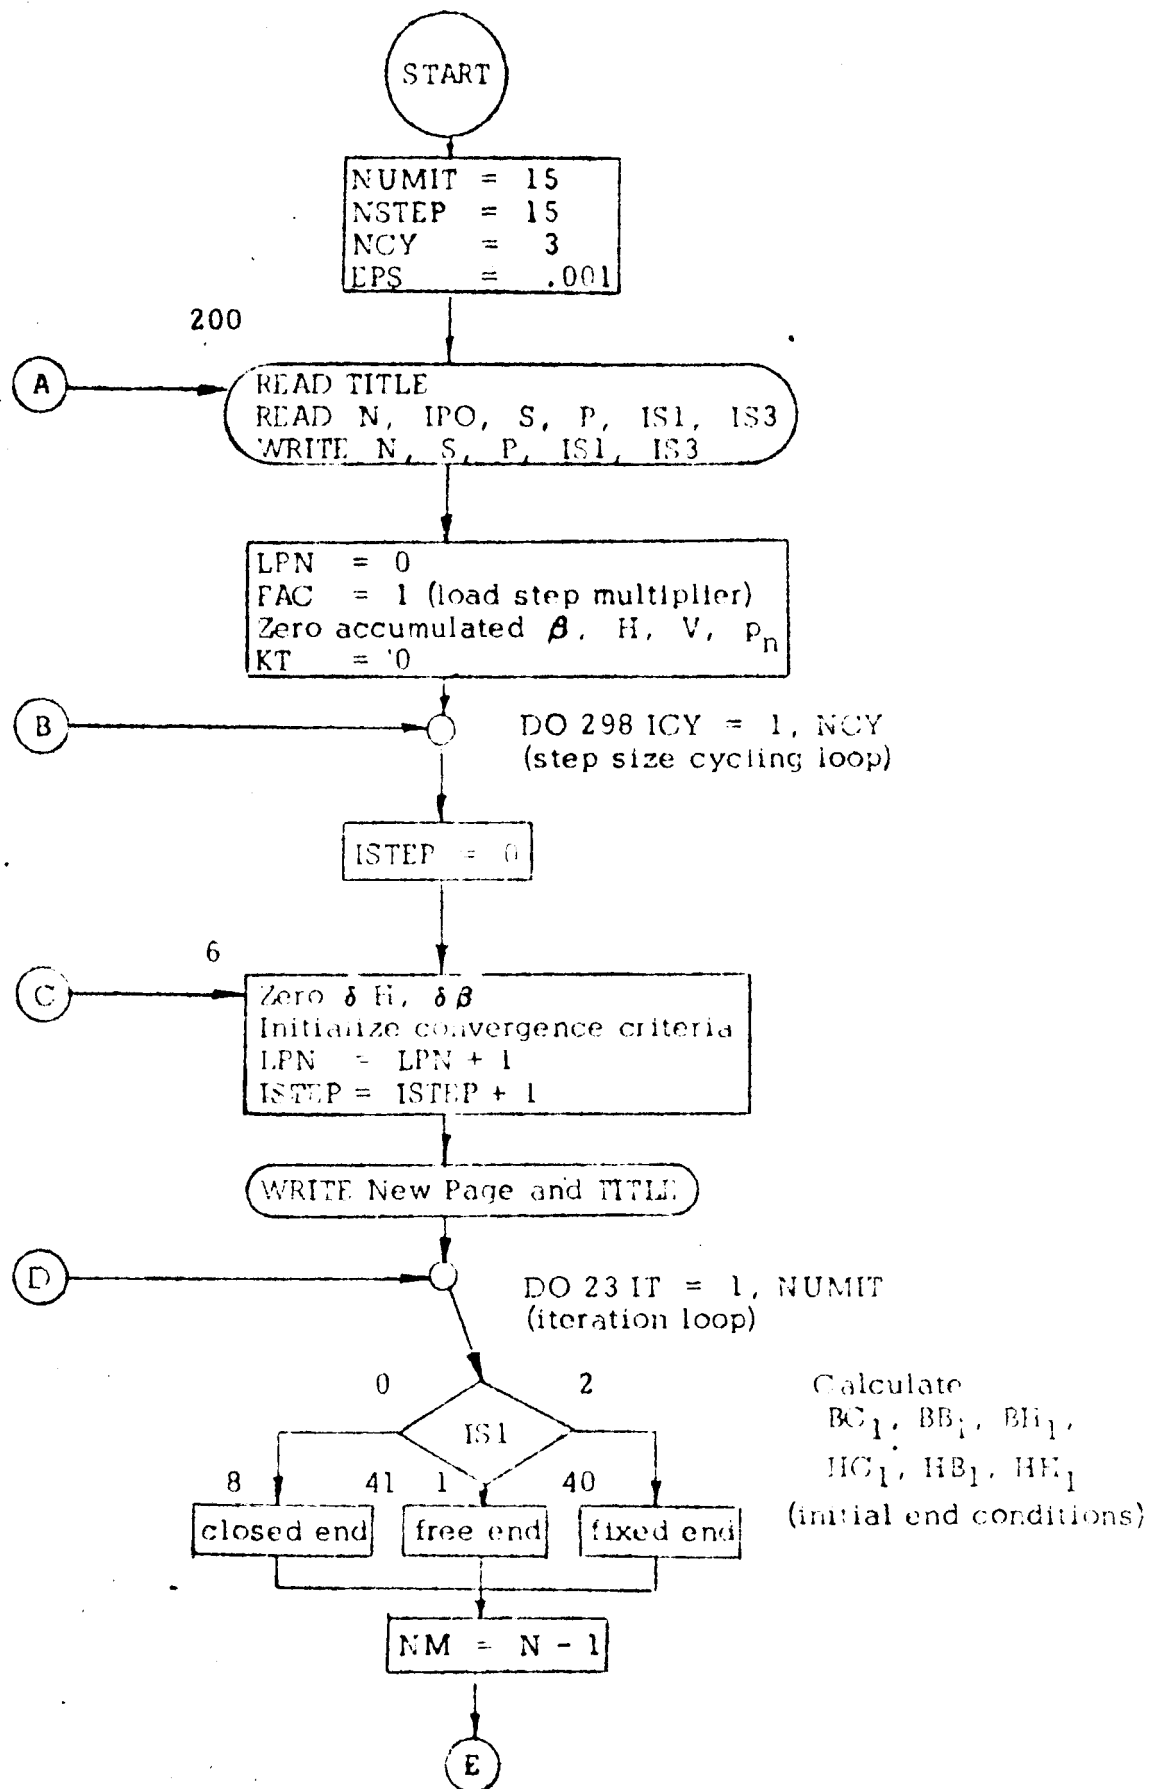 START
NUMIT = 15
NSTEP = 15
NCY = 3
EPS = .001
200
A
READ TITLE
READ N, IPO, S, P, IS1, IS3
WRITE N, S, P, IS1, IS3
LPN = 0
FAC = 1 (load step multiplier)
Zero accumulated β, H, V, pₙ
KT = 0
B
DO 298 ICY = 1, NCY
(step size cycling loop)
ISTEP = 0
6
C
Zero δ H, δ β
Initialize convergence criteria
LPN = LPN + 1
ISTEP = ISTEP + 1
WRITE New Page and TITLE
D
DO 23 IT = 1, NUMIT
(iteration loop)
0
2
IS1
Calculate
BC₁, BB₁, BH₁,
HC₁, HB₁, HH₁
(initial end conditions)
8
41
1
40
closed end
free end
fixed end
NM = N - 1
E